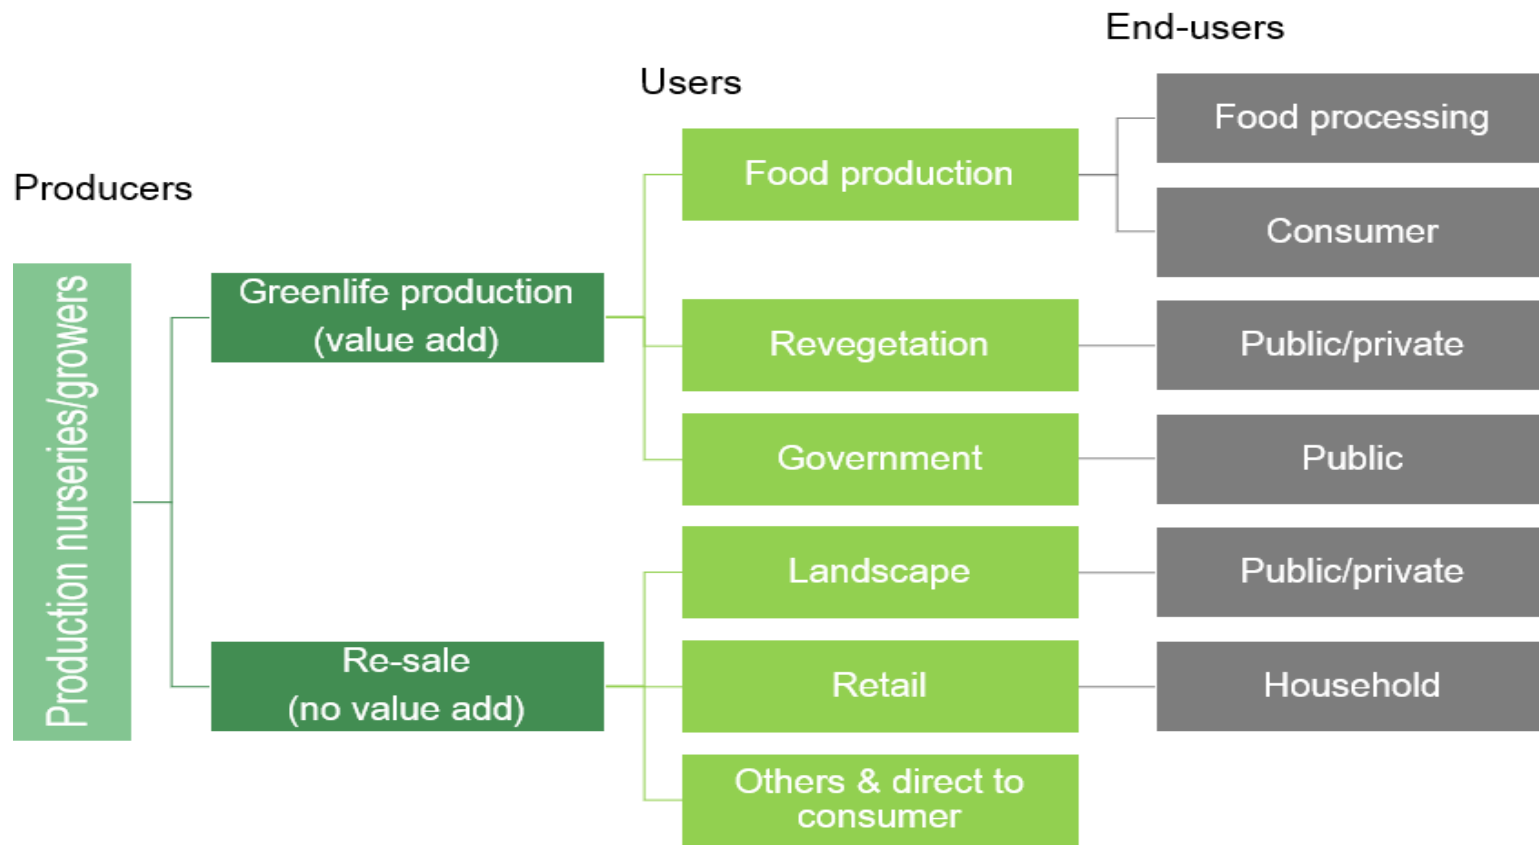 End-users
Users
Producers
Production nurseries/growers
Greenlife production
(value add)
Re-sale
(no value add)
Food production
Revegetation
Government
Landscape
Retail
Others & direct to
consumer
Food processing
Consumer
Public/private
Public
Public/private
Household